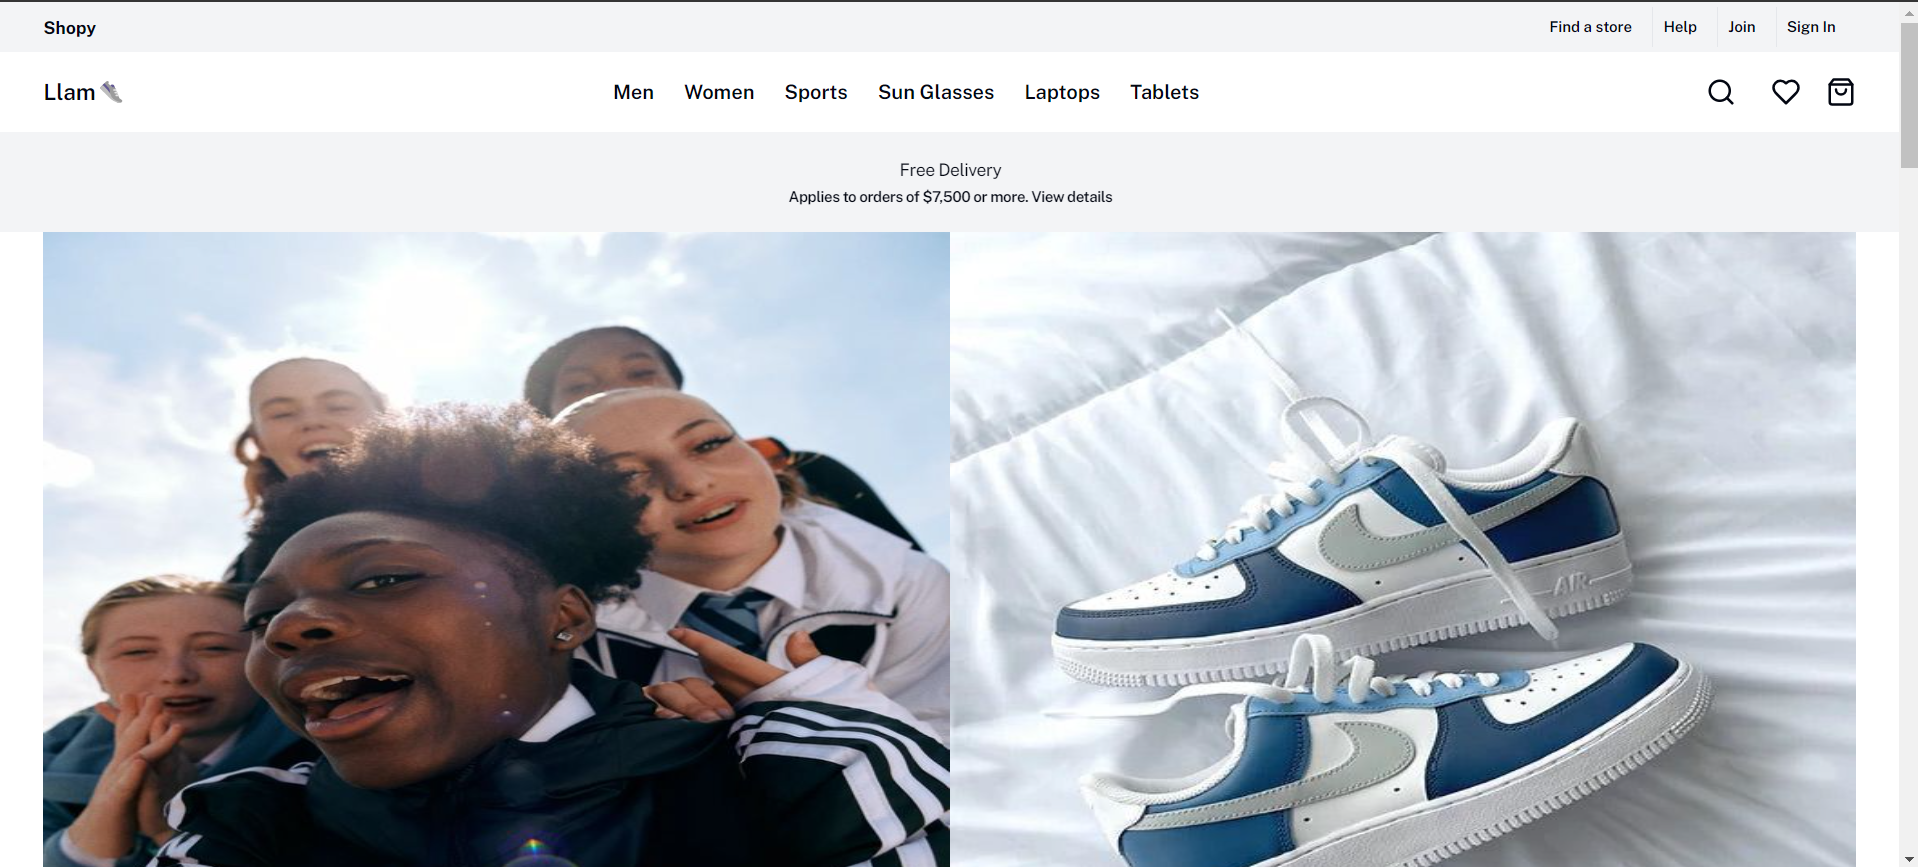 Shopy
Find a store Help Join Sign In
Llam
Men Women Sports Sun Glasses Laptops Tablets
Free Delivery
Applies to orders of $7,500 or more. View details
AIR